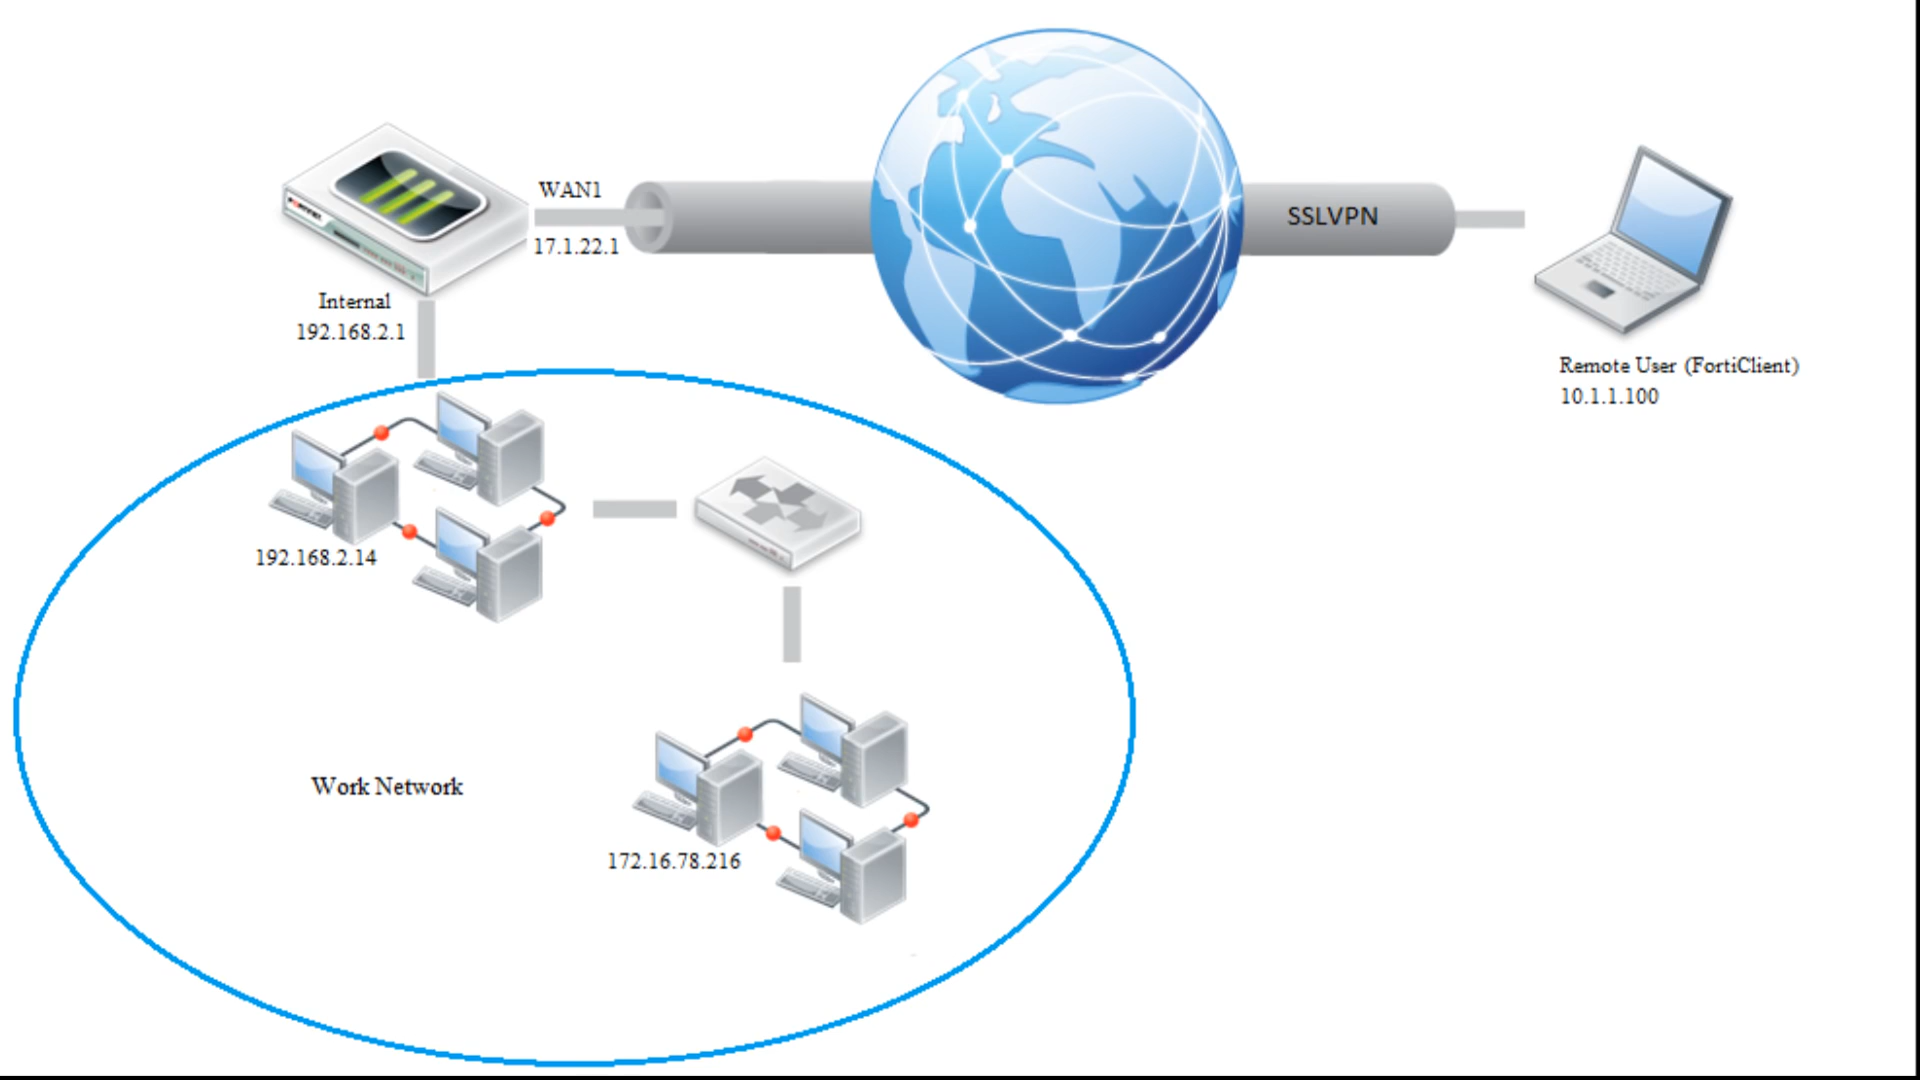 WAN1
17.1.22.1
SSLVPN
Internal
192.168.2.1
Remote User (FortiClient)
10.1.1.100
192.168.2.14
Work Network
172.16.78.216